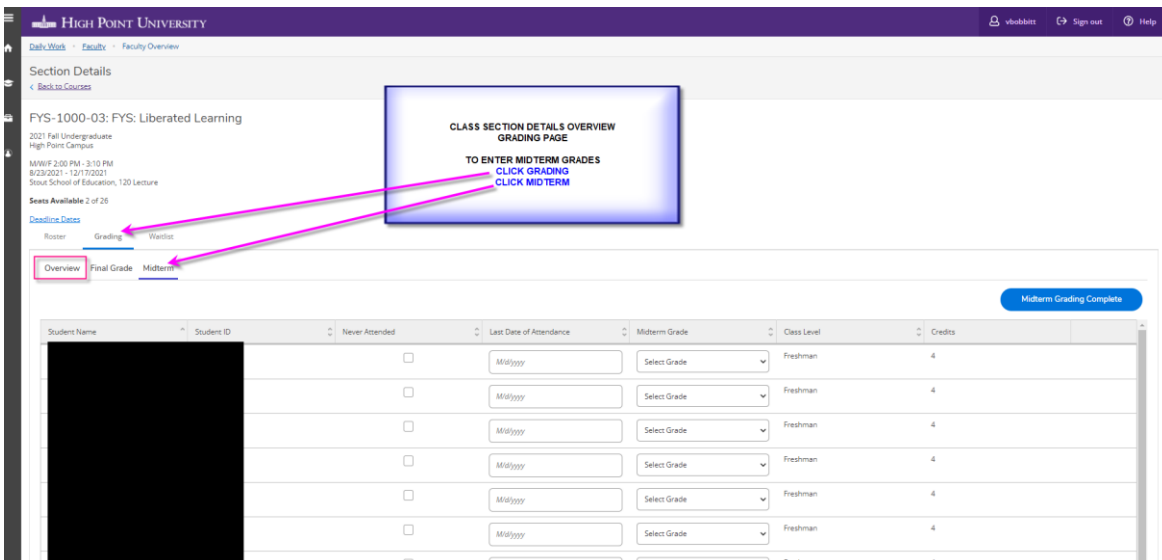 HIGH POINT UNIVERSITY
vbobbitt Sign out Help
Daily Work Faculty Faculty Overview
Section Details
< Back to Courses
FYS-1000-03: FYS: Liberated Learning
2021 Fall Undergraduate
High Point Campus
M/W/F 2:00 PM - 3:10 PM
8/23/2021 - 12/17/2021
Stout School of Education, 120 Lecture
Seats Available 2 of 26
Deadline Dates
CLASS SECTION DETAILS OVERVIEW
GRADING PAGE
TO ENTER MIDTERM GRADES
CLICK GRADING
CLICK MIDTERM
Roster Grading Waitlist
Overview Final Grade Midterm
Midterm Grading Complete
Student Name Student ID Never Attended Last Date of Attendance Midterm Grade Class Level Credits
M/d/yyyy Select Grade Freshman 4
M/d/yyyy Select Grade Freshman 4
M/d/yyyy Select Grade Freshman 4
M/d/yyyy Select Grade Freshman 4
M/d/yyyy Select Grade Freshman 4
M/d/yyyy Select Grade Freshman 4